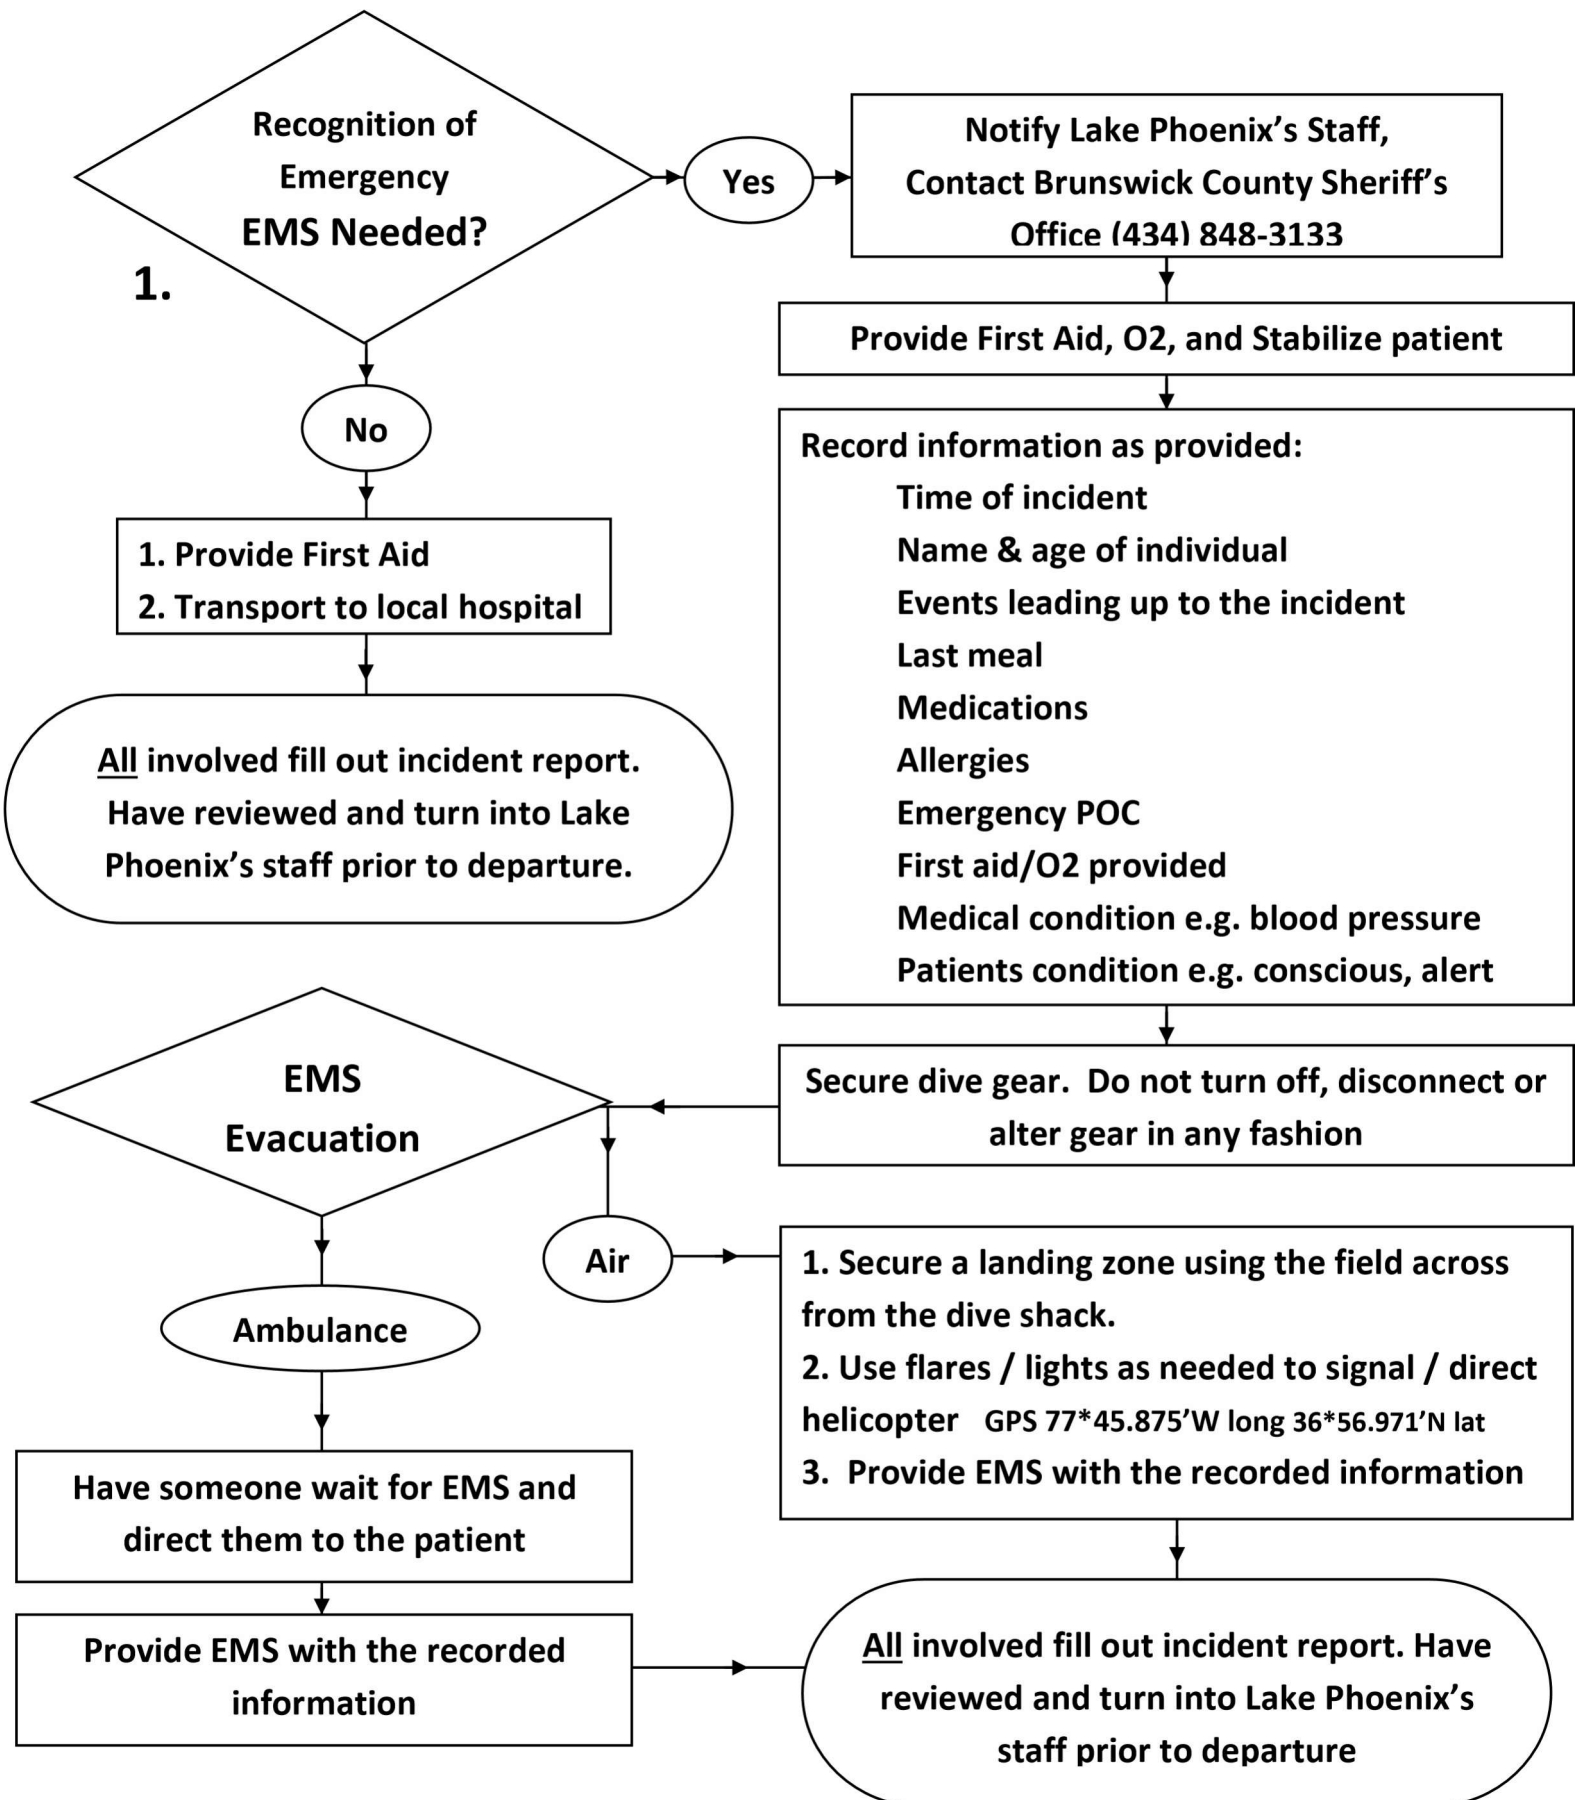 Recognition of
Emergency
EMS Needed?
1.
Yes
Notify Lake Phoenix’s Staff,
Contact Brunswick County Sheriff’s
Office (434) 848-3133
Provide First Aid, O2, and Stabilize patient
No
1. Provide First Aid
2. Transport to local hospital
All involved fill out incident report.
Have reviewed and turn into Lake
Phoenix’s staff prior to departure.
Record information as provided:
Time of incident
Name & age of individual
Events leading up to the incident
Last meal
Medications
Allergies
Emergency POC
First aid/O2 provided
Medical condition e.g. blood pressure
Patients condition e.g. conscious, alert
Secure dive gear.  Do not turn off, disconnect or
alter gear in any fashion
EMS
Evacuation
Air
1. Secure a landing zone using the field across
from the dive shack.
2. Use flares / lights as needed to signal / direct
helicopter   GPS 77*45.875’W long 36*56.971’N lat
3.  Provide EMS with the recorded information
Ambulance
Have someone wait for EMS and
direct them to the patient
Provide EMS with the recorded
information
All involved fill out incident report. Have
reviewed and turn into Lake Phoenix’s
staff prior to departure